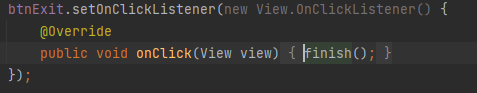 btnExit.setOnClickListener(new View.OnClickListener() {
@Override
public void onClick(View view) { finish(); }
});